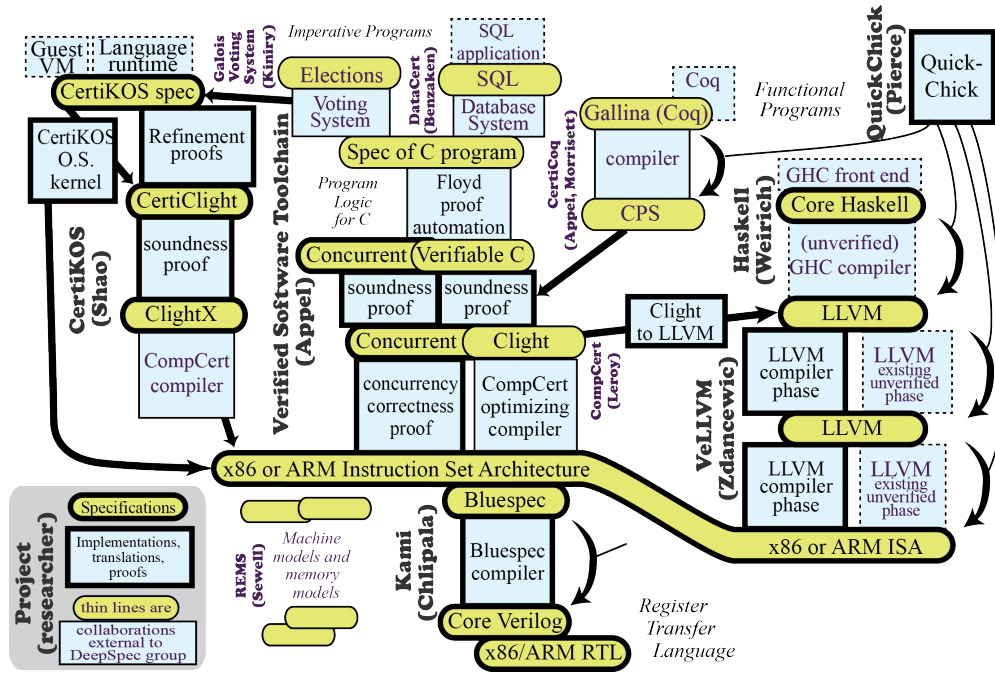 Guest
VM
Language
runtime
CertiKOS spec
CertiKOS
O.S.
kernel
Refinement
proofs
CertiClight
soundness
proof
ClightX
CompCert
compiler
CertiKOS
(Shao)
Galois
Voting
System
(Kiniry)
Imperative Programs
Elections
Voting
System
DataCert
(Benzaken)
SQL
application
SQL
Database
System
Spec of C program
Program
Logic
for C
Floyd
proof
automation
Verified Software Toolchain
(Appel)
Concurrent
Verifiable C
soundness
proof
soundness
proof
Concurrent
Clight
concurrency
correctness
proof
CompCert
optimizing
compiler
CompCert
(Leroy)
Coq
Gallina (Coq)
compiler
CPS
CertiCoq
(Appel, Morrisett)
Functional
Programs
QuickChick
(Pierce)
Quick-
Chick
GHC front end
Core Haskell
(unverified)
GHC compiler
Haskell
(Weirich)
Clight
to LLVM
LLVM
LLVM
compiler
phase
LLVM
existing
unverified
phase
LLVM
LLVM
compiler
phase
LLVM
existing
unverified
phase
VeLLVM
(Zdancewic)
x86 or ARM Instruction Set Architecture
x86 or ARM ISA
Bluespec
Bluespec
compiler
Core Verilog
x86/ARM RTL
Kami
(Chlipala)
Register
Transfer
Language
REMS
(Sewell)
Machine
models and
memory
models
Project
(researcher)
Specifications
Implementations,
translations,
proofs
thin lines are
collaborations
external to
DeepSpec group